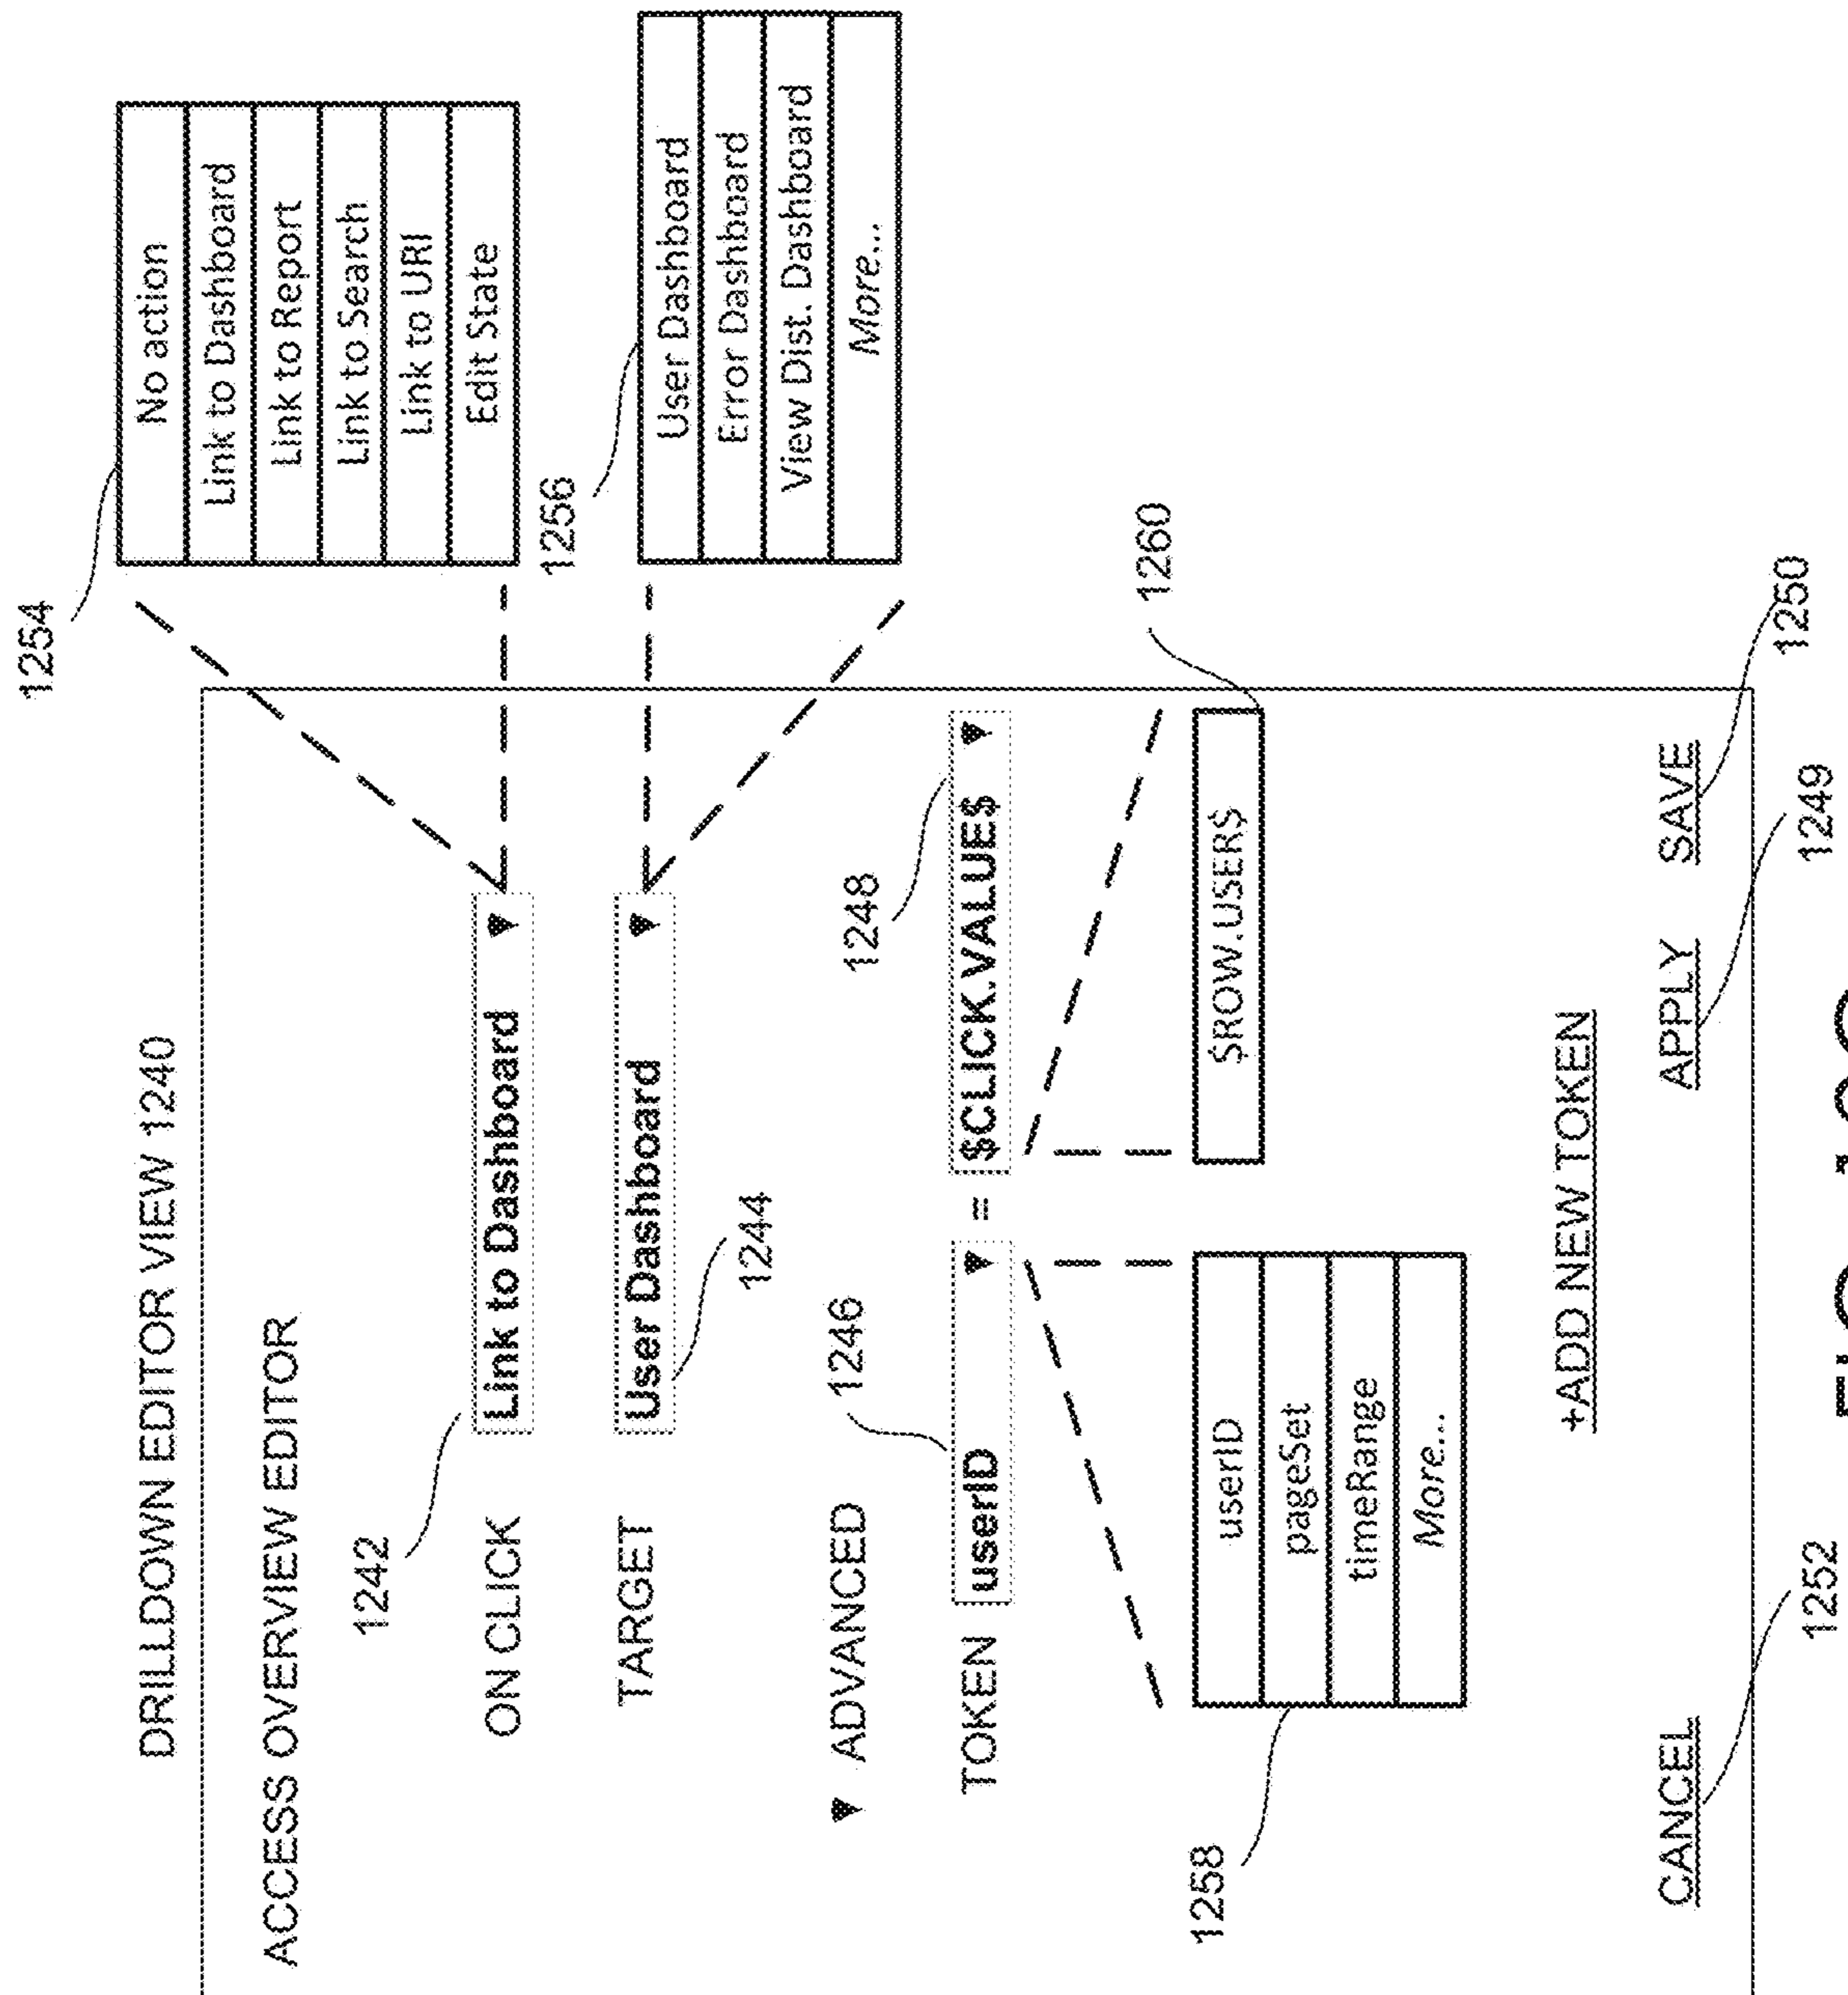 DRILLDOWN EDITOR VIEW 1240
1254
ACCESS OVERVIEW EDITOR
No action
Link to Dashboard
Link to Report
Link to Search
Link to URI
Edit State
1242
ON CLICK Link to Dashboard ▼
1256
TARGET User Dashboard ▼
User Dashboard
Error Dashboard
View Dist. Dashboard
More...
1244
▼ ADVANCED
1246
1248
TOKEN userID ▼ = $CLICK.VALUE$ ▼
1260
1258
userID
pageSet
timeRange
More...
$ROW.USER$
+ADD NEW TOKEN
CANCEL APPLY SAVE
1250
1252
1249